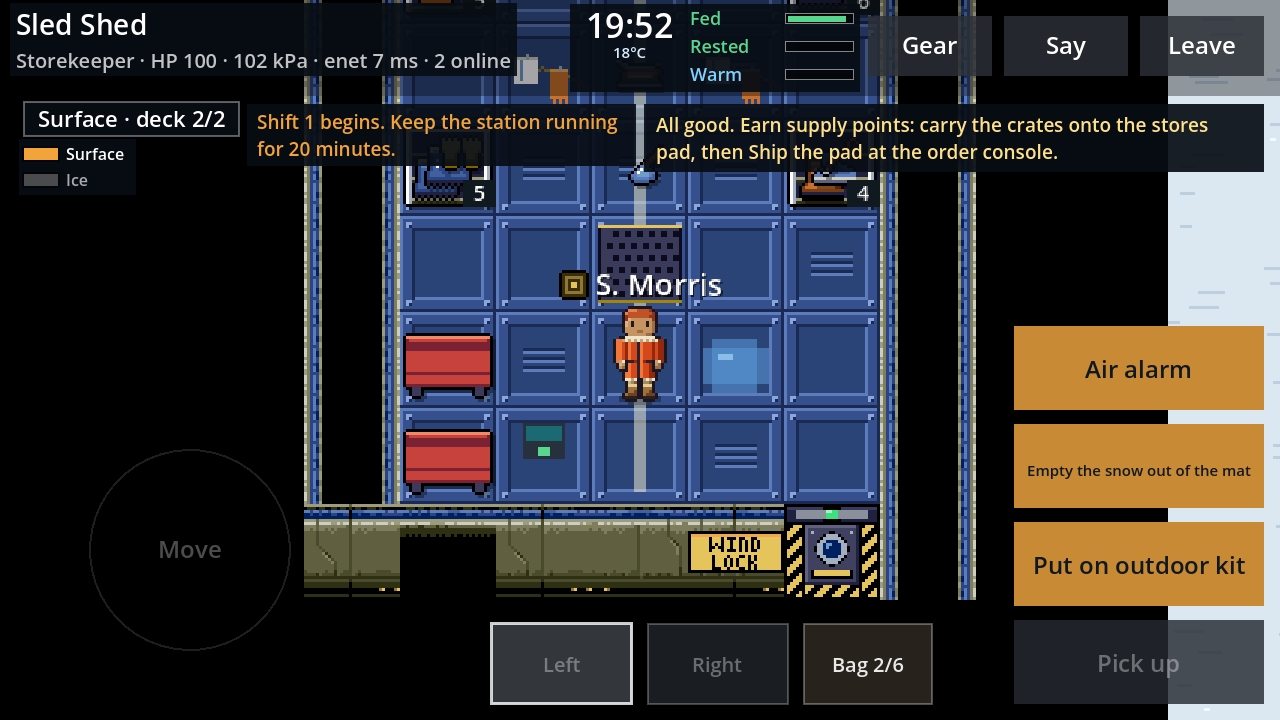 Sled Shed
Storekeeper · HP 100 · 102 kPa · enet 7 ms · 2 online
19:52
18°C
Fed
Rested
Warm
Gear
Say
Leave
Surface · deck 2/2
Surface
Ice
Shift 1 begins. Keep the station running
for 20 minutes.
All good. Earn supply points: carry the crates onto the stores
pad, then Ship the pad at the order console.
5
4
S. Morris
Air alarm
Empty the snow out of the mat
Put on outdoor kit
Pick up
Move
WIND
LOCK
Left
Right
Bag 2/6